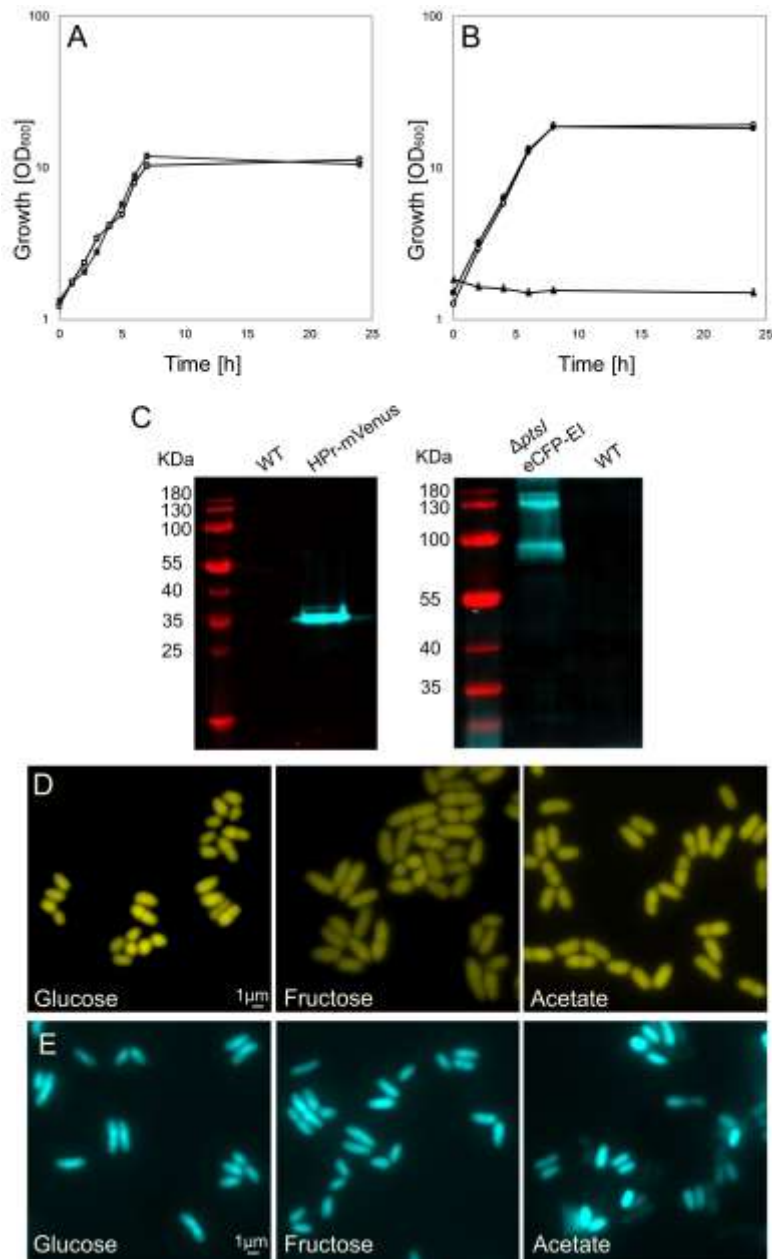 A
B
100
100
Growth [OD600]
Growth [OD600]
10
10
1
1
0 5 10 15 20 25
0 5 10 15 20 25
Time [h]
Time [h]
C
KDa
WT
HPr-mVenus
KDa
ΔptsI
eCFP-EI
WT
180
130
100
55
40
35
25
180
130
100
55
40
35
D
Glucose
1µm
Fructose
Acetate
E
Glucose
1µm
Fructose
Acetate